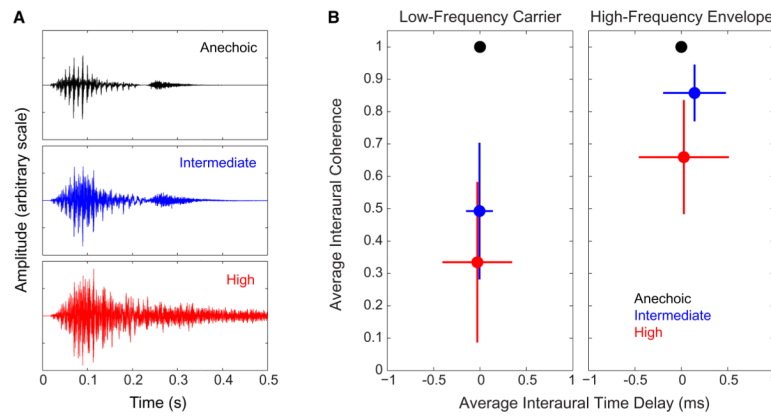 A
Anechoic
Intermediate
High
Amplitude (arbitrary scale)
0 0.1 0.2 0.3 0.4 0.5
Time (s)
B
Low-Frequency Carrier High-Frequency Envelope
1
0.9
0.8
0.7
0.6
0.5
0.4
0.3
0.2
0.1
0
Average Interaural Coherence
Anechoic
Intermediate
High
−1 −0.5 0 0.5 1 −1 −0.5 0 0.5 1
Average Interaural Time Delay (ms)